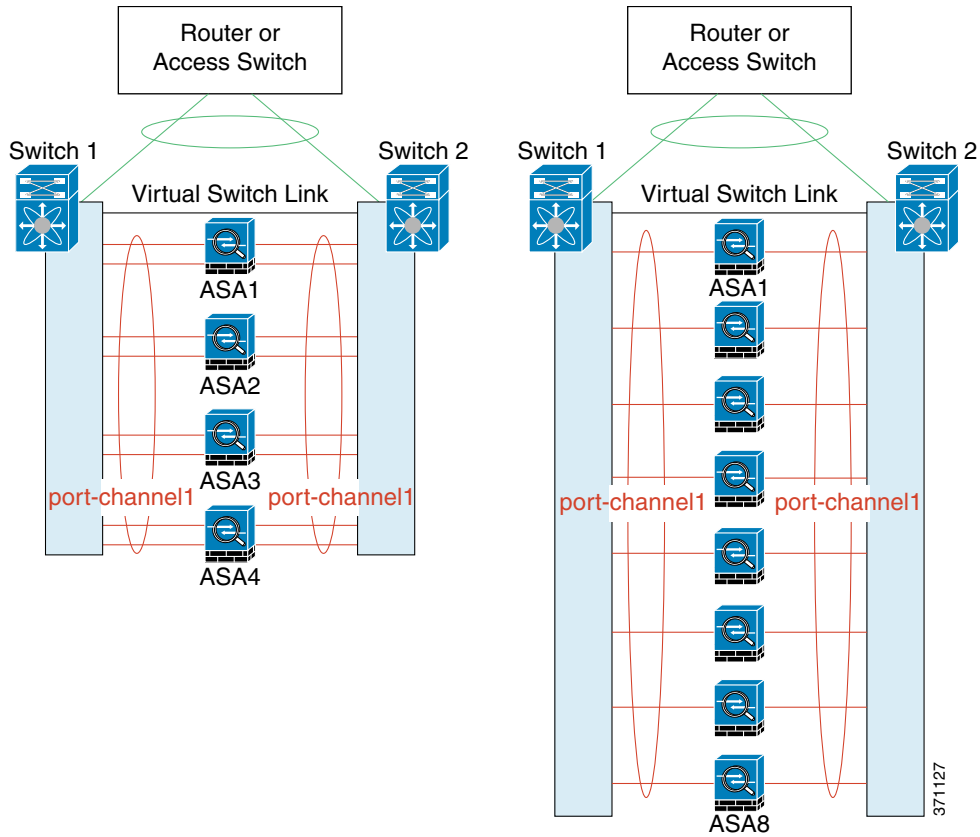 Router or
Access Switch
Switch 1
Switch 2
Virtual Switch Link
ASA1
ASA2
ASA3
port-channel1
port-channel1
ASA4
Router or
Access Switch
Switch 1
Switch 2
Virtual Switch Link
ASA1
port-channel1
port-channel1
ASA8
371127